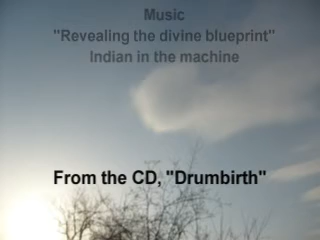 Music
"Revealing the divine blueprint"
Indian in the machine
From the CD, "Drumbirth"